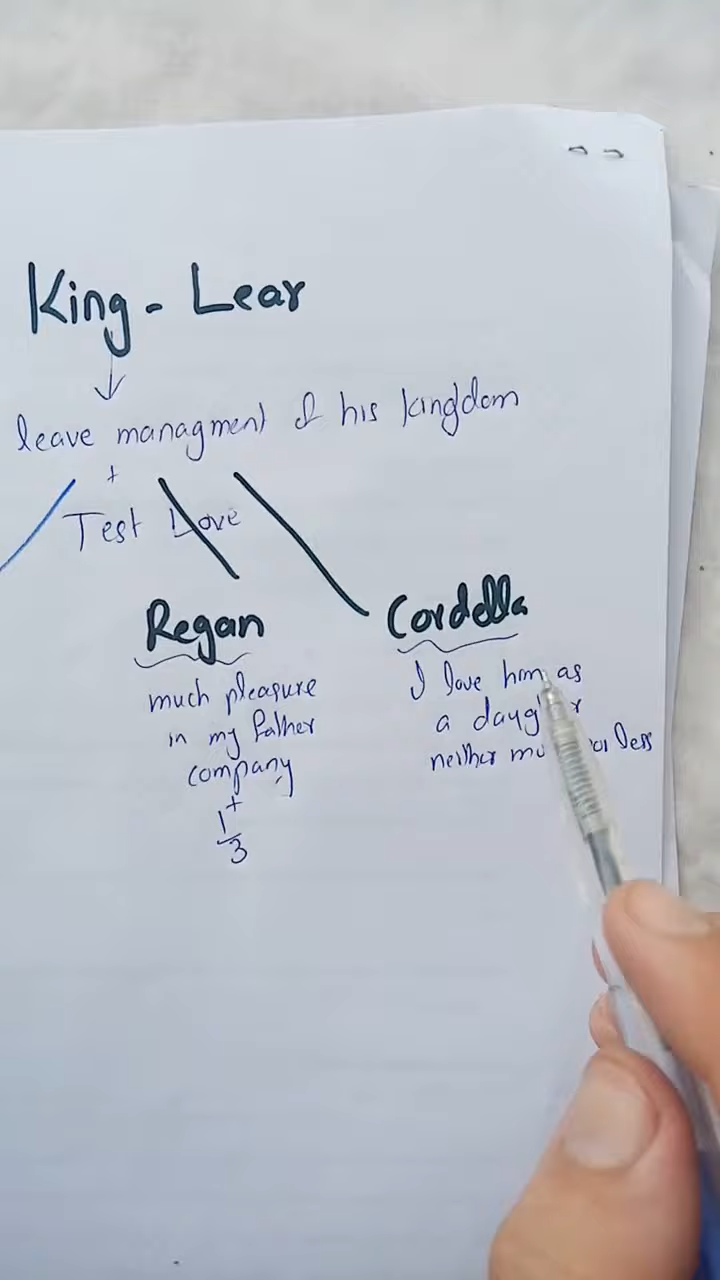 King - Lear
leave managment of his kingdom
+
Test Love
Regan
much pleasure
in my father
company
+
1/3
Cordella
I love him as
a
neither less